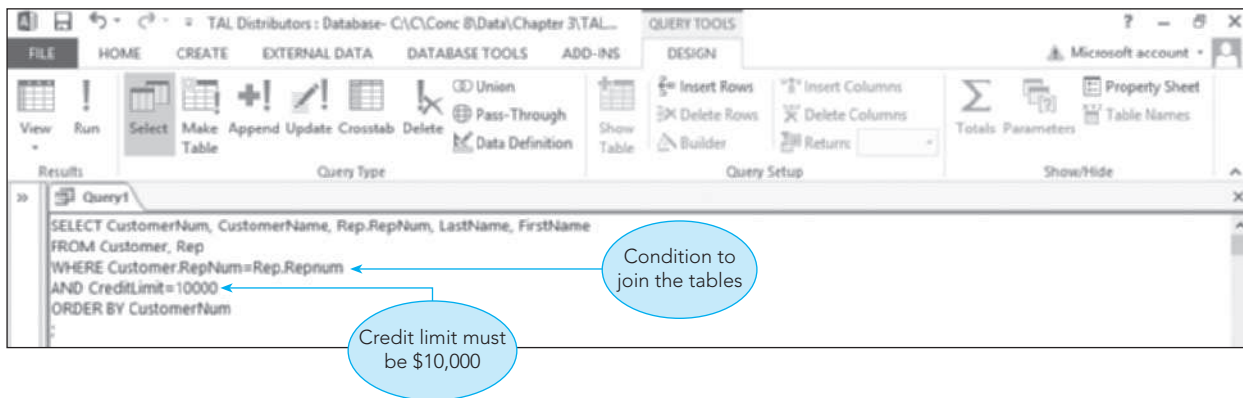 TAL Distributors : Database- C:\C\Conc 8\Data\Chapter 3\TAL... QUERY TOOLS ?
FILE HOME CREATE EXTERNAL DATA DATABASE TOOLS ADD-INS DESIGN Microsoft account
View Run Select Make Table Append Update Crosstab Delete
Union
Pass-Through
Data Definition
Show Table
Insert Rows
Delete Rows
Builder
Insert Columns
Delete Columns
Return:
Totals Parameters
Property Sheet
Table Names
Results Query Type Query Setup Show/Hide
Query1
SELECT CustomerNum, CustomerName, Rep.RepNum, LastName, FirstName
FROM Customer, Rep
WHERE Customer.RepNum=Rep.Repnum
AND CreditLimit=10000
ORDER BY CustomerNum
;
Condition to
join the tables
Credit limit must
be $10,000